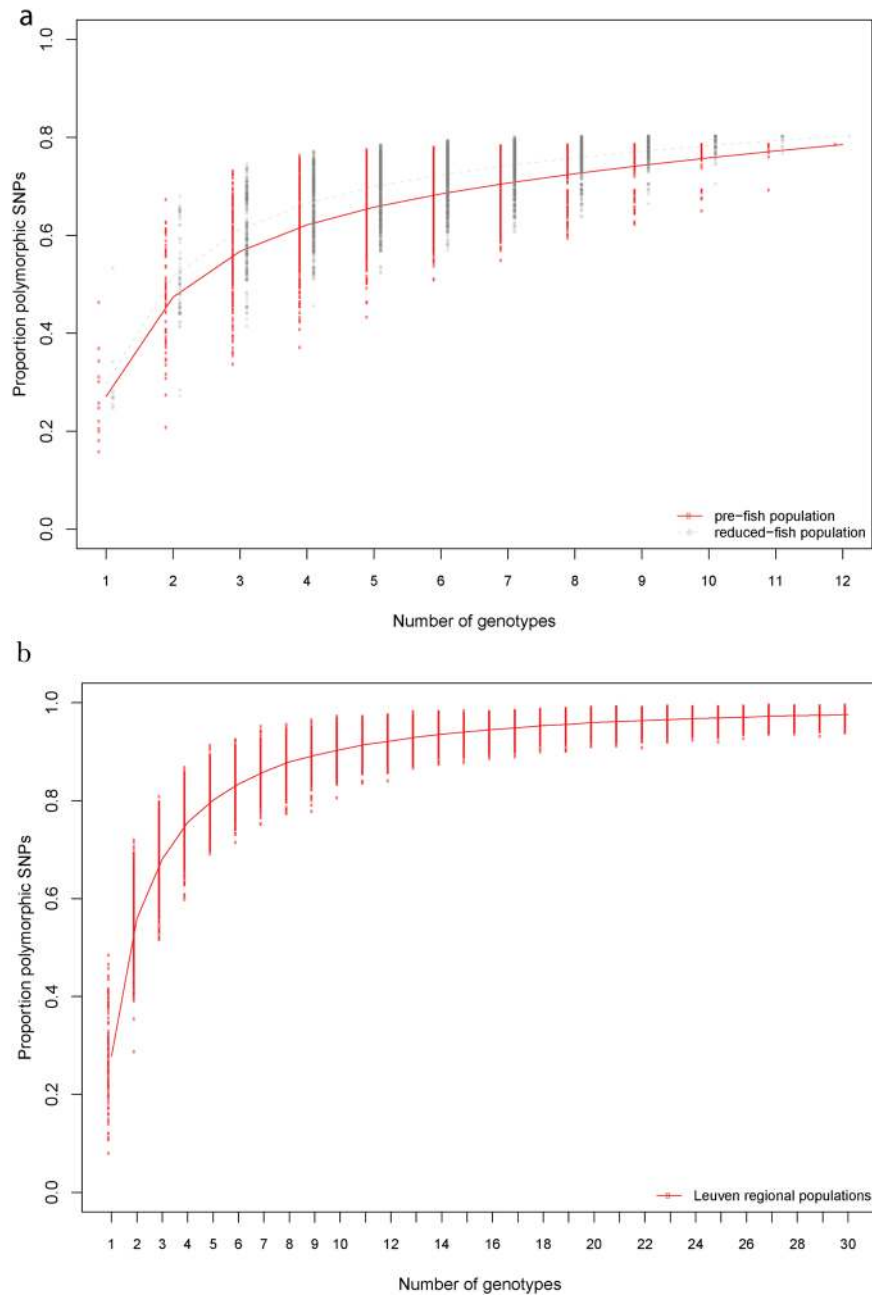 a
Proportion polymorphic SNPs
0.0 0.2 0.4 0.6 0.8 1.0
pre-fish population
reduced-fish population
1 2 3 4 5 6 7 8 9 10 11 12
Number of genotypes
b
Proportion polymorphic SNPs
0.0 0.2 0.4 0.6 0.8 1.0
Leuven regional populations
1 2 3 4 5 6 7 8 9 10 12 14 16 18 20 22 24 26 28 30
Number of genotypes